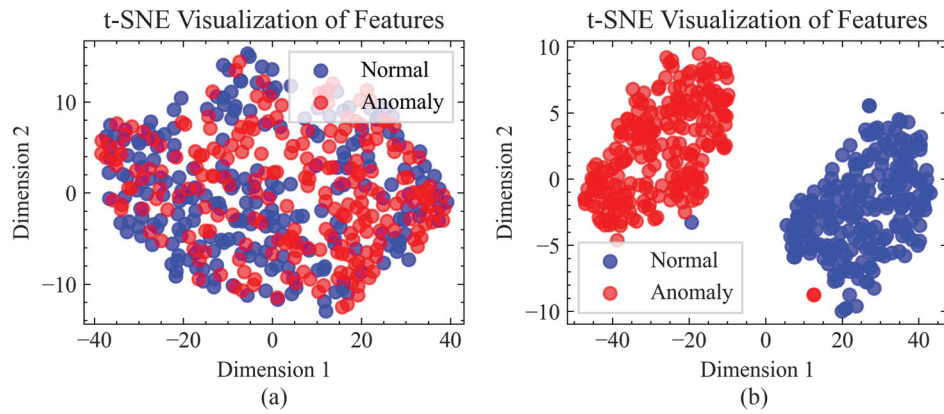 t-SNE Visualization of Features
Normal
Anomaly
Dimension 2
10
0
−10
−40
−20
0
20
40
Dimension 1
(a)
t-SNE Visualization of Features
Normal
Anomaly
Dimension 2
10
5
0
−5
−10
−40
−20
0
20
40
Dimension 1
(b)